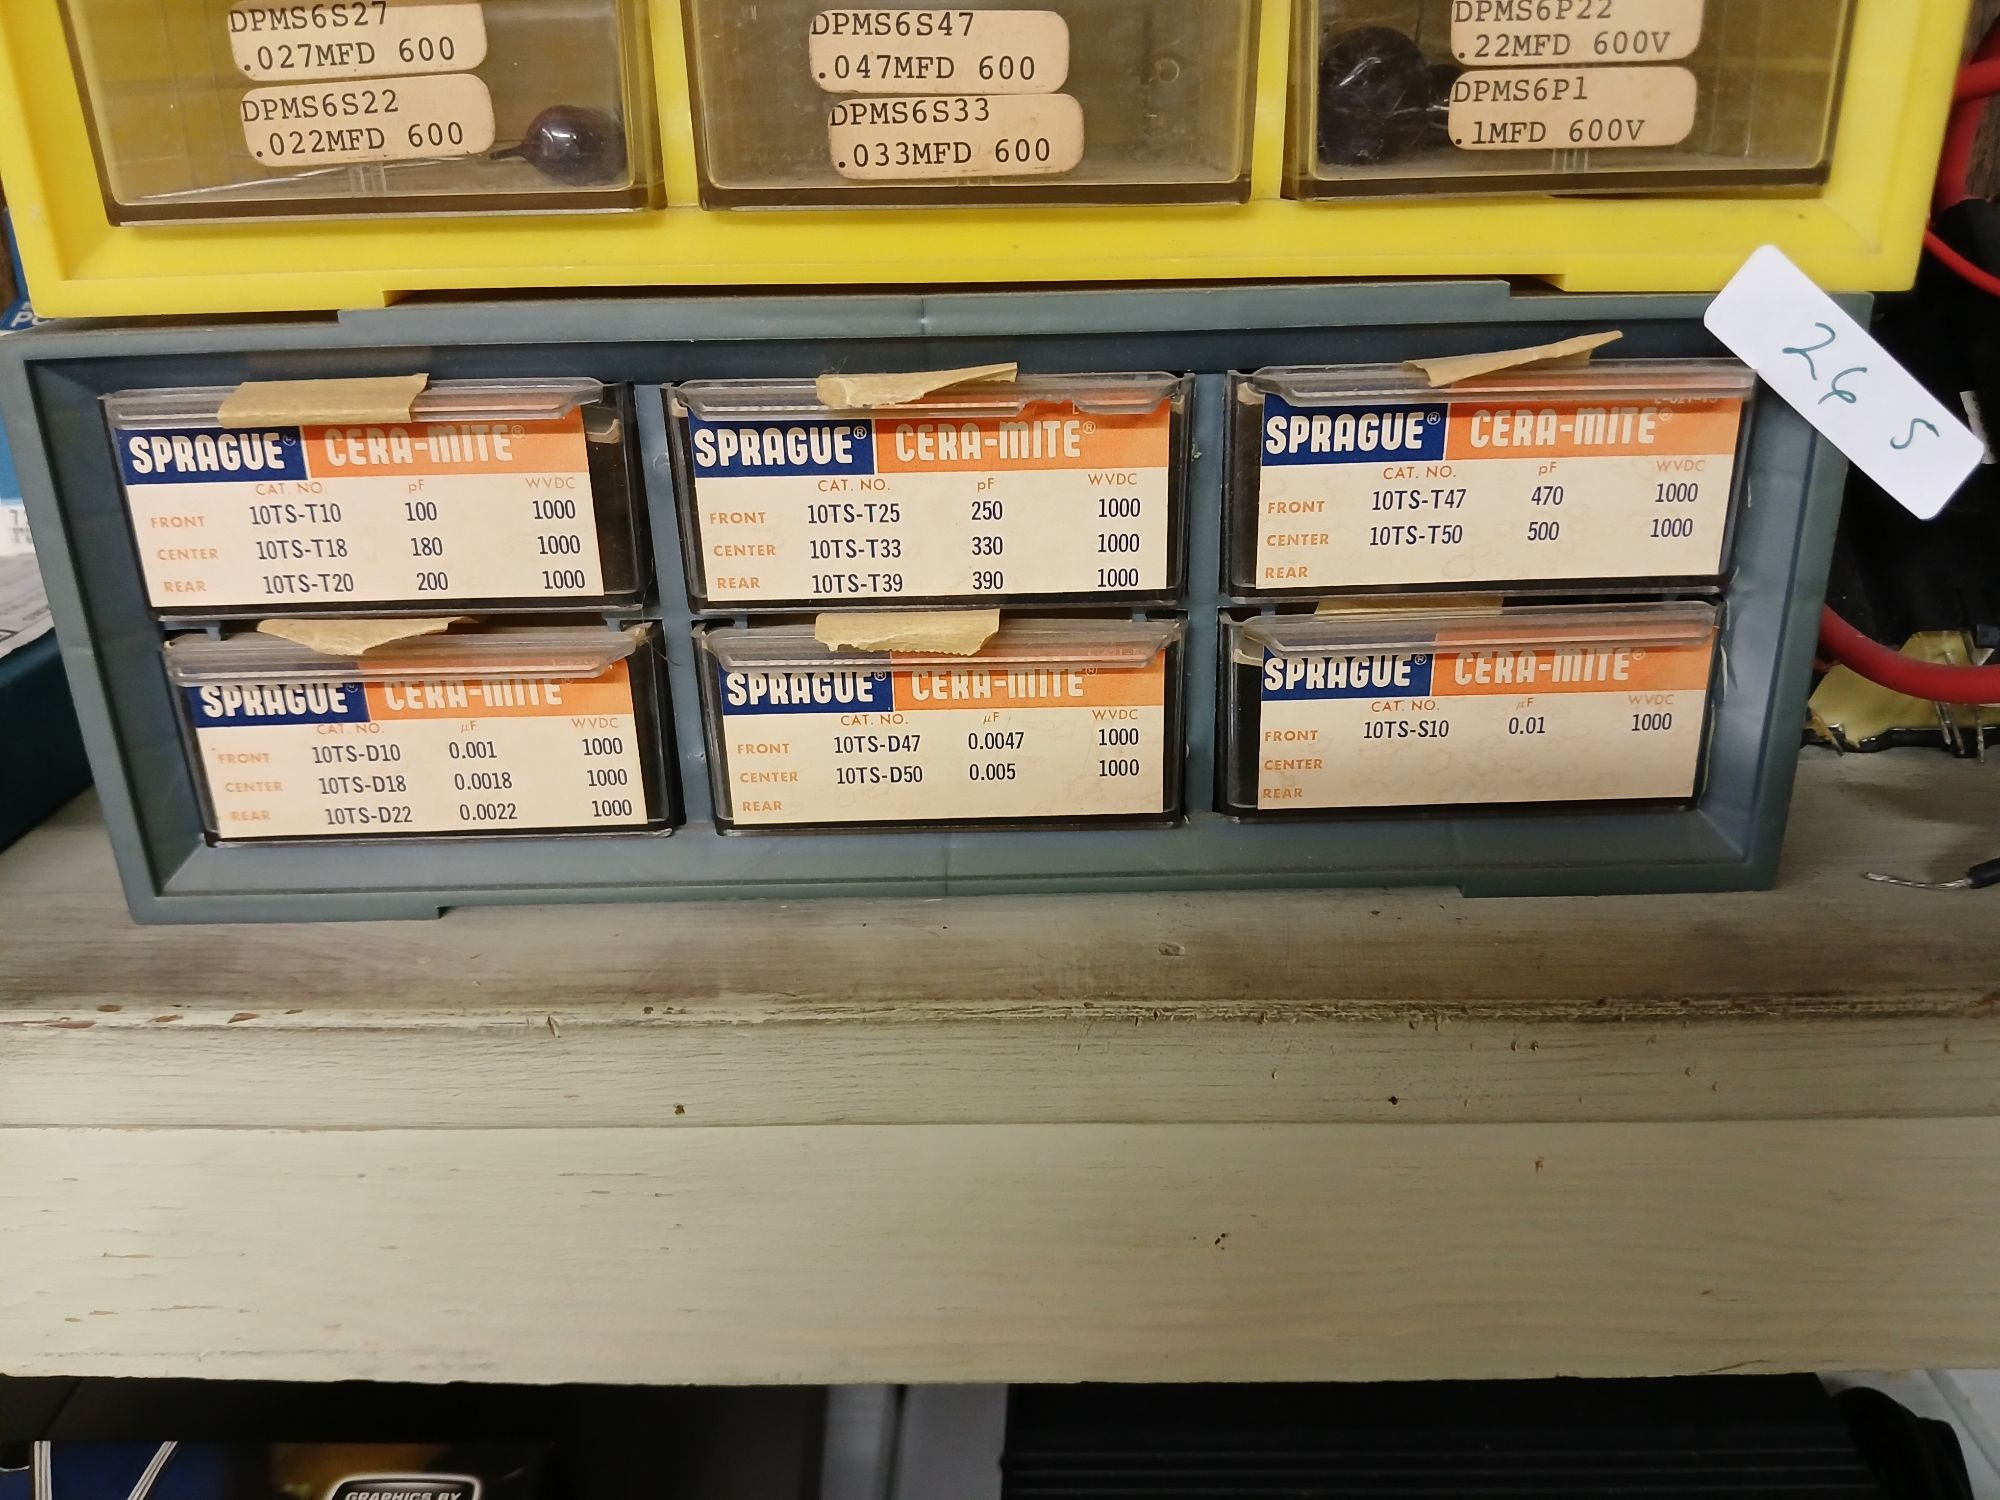 DPMS6S27
.027MFD 600
DPMS6S22
.022MFD 600
DPMS6S47
.047MFD 600
DPMS6S33
.033MFD 600
DPMS6P22
.22MFD 600V
DPMS6P1
.1MFD 600V
26 5
SPRAGUE® CERA-MITE®
CAT. NO. pF WVDC
FRONT 10TS-T10 100 1000
CENTER 10TS-T18 180 1000
REAR 10TS-T20 200 1000
SPRAGUE® CERA-MITE®
CAT. NO. pF WVDC
FRONT 10TS-T25 250 1000
CENTER 10TS-T33 330 1000
REAR 10TS-T39 390 1000
SPRAGUE® CERA-MITE®
CAT. NO. pF WVDC
FRONT 10TS-T47 470 1000
CENTER 10TS-T50 500 1000
REAR
SPRAGUE® CERA-MITE®
CAT. NO. µF WVDC
FRONT 10TS-D10 0.001 1000
CENTER 10TS-D18 0.0018 1000
REAR 10TS-D22 0.0022 1000
SPRAGUE® CERA-MITE®
CAT. NO. µF WVDC
FRONT 10TS-D47 0.0047 1000
CENTER 10TS-D50 0.005 1000
REAR
SPRAGUE® CERA-MITE®
CAT. NO. µF WVDC
FRONT 10TS-S10 0.01 1000
CENTER
REAR
GRAPHICS BY